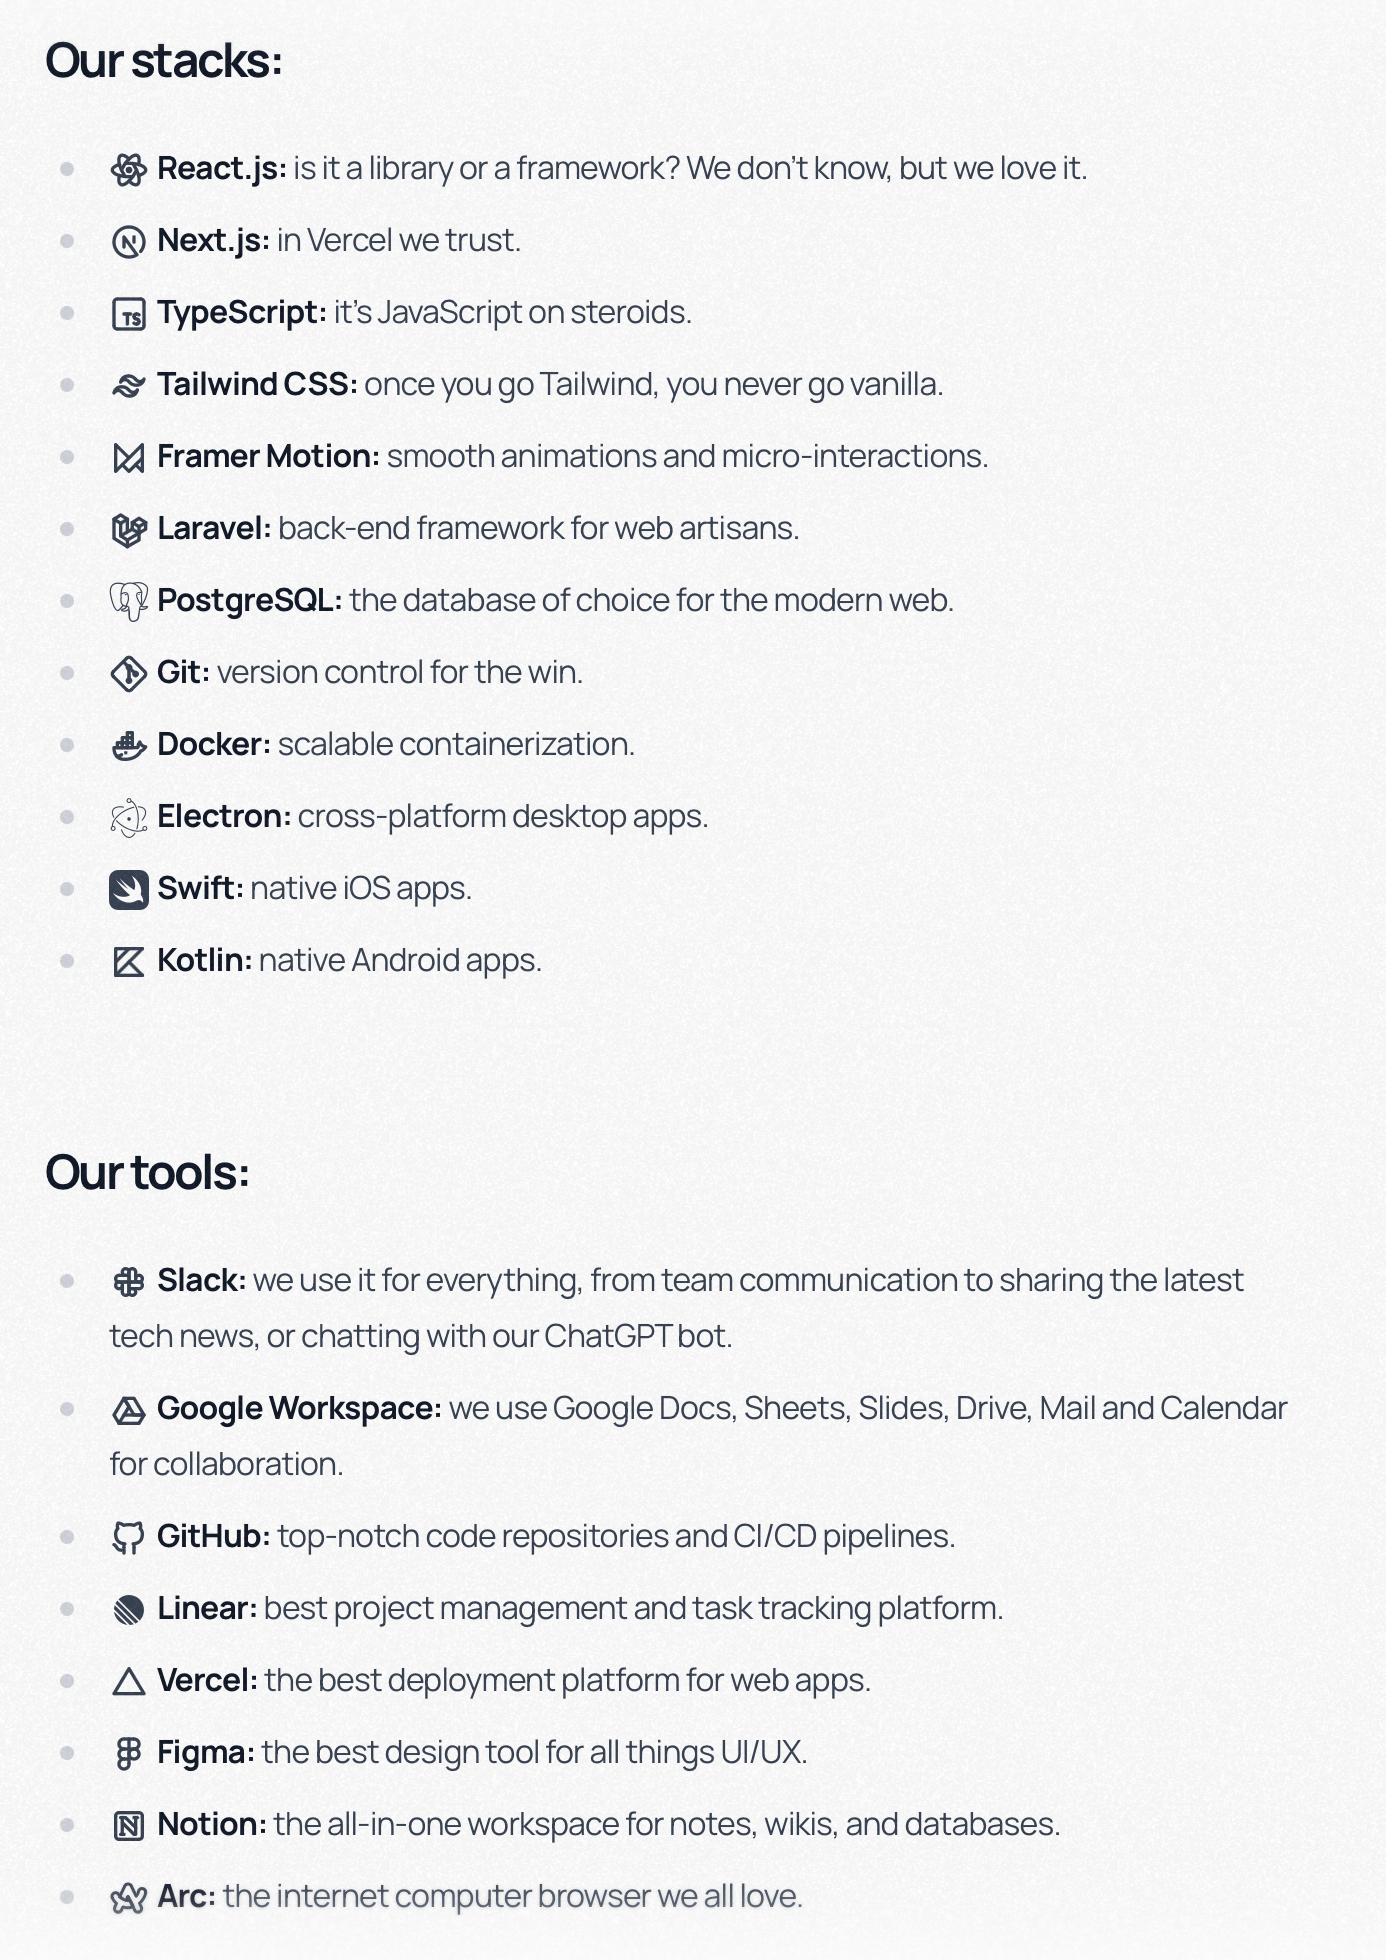 Our stacks:
React.js: is it a library or a framework? We don’t know, but we love it.
Next.js: in Vercel we trust.
TypeScript: it’s JavaScript on steroids.
Tailwind CSS: once you go Tailwind, you never go vanilla.
Framer Motion: smooth animations and micro-interactions.
Laravel: back-end framework for web artisans.
PostgreSQL: the database of choice for the modern web.
Git: version control for the win.
Docker: scalable containerization.
Electron: cross-platform desktop apps.
Swift: native iOS apps.
Kotlin: native Android apps.
Our tools:
Slack: we use it for everything, from team communication to sharing the latest
tech news, or chatting with our ChatGPT bot.
Google Workspace: we use Google Docs, Sheets, Slides, Drive, Mail and Calendar
for collaboration.
GitHub: top-notch code repositories and CI/CD pipelines.
Linear: best project management and task tracking platform.
Vercel: the best deployment platform for web apps.
Figma: the best design tool for all things UI/UX.
Notion: the all-in-one workspace for notes, wikis, and databases.
Arc: the internet computer browser we all love.